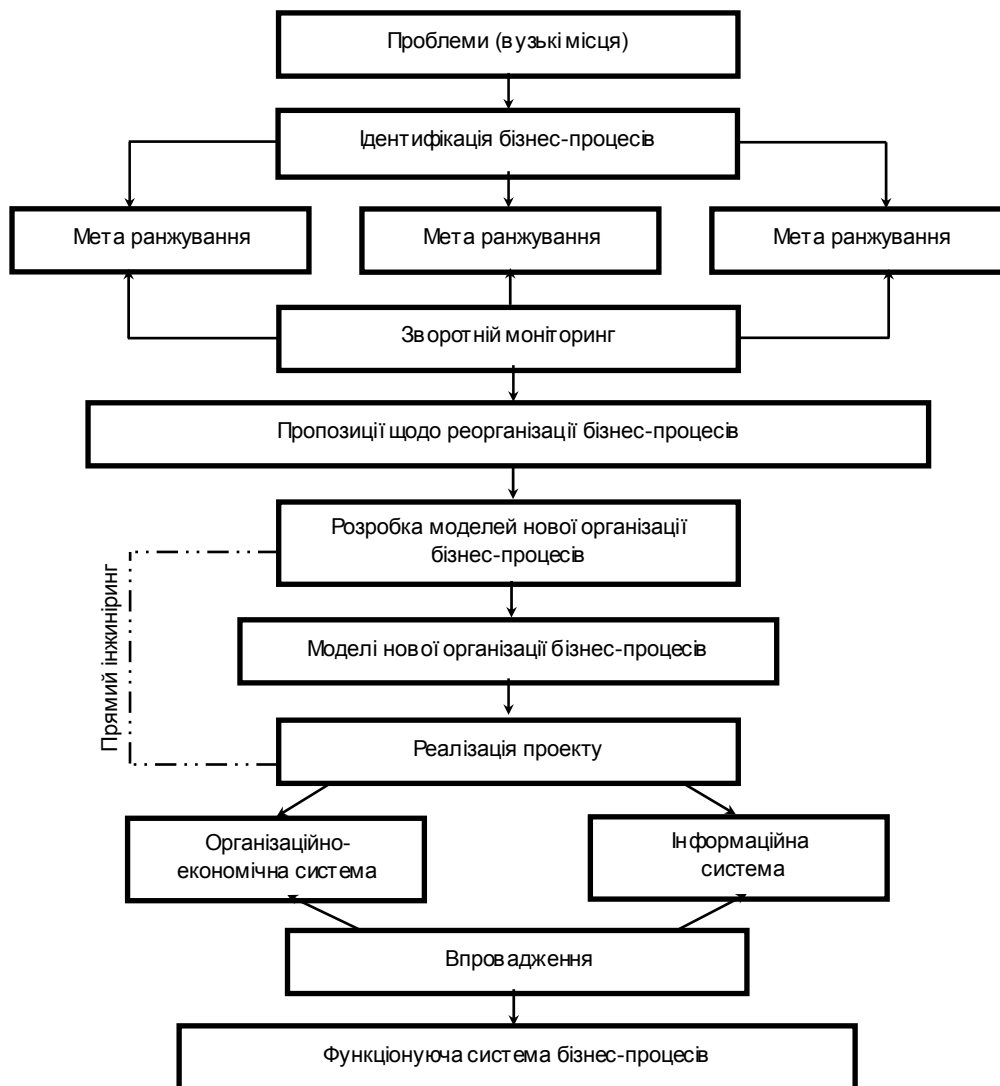 Проблеми (вузькі місця)
Ідентифікація бізнес-процесів
Мета ранжування
Мета ранжування
Мета ранжування
Зворотній моніторинг
Пропозиції щодо реорганізації бізнес-процесів
Розробка моделей нової організації
бізнес-процесів
Прямий інжиніринг
Моделі нової організації бізнес-процесів
Реалізація проекту
Організаційно-
економічна система
Інформаційна
система
Впровадження
Функціонуюча система бізнес-процесів